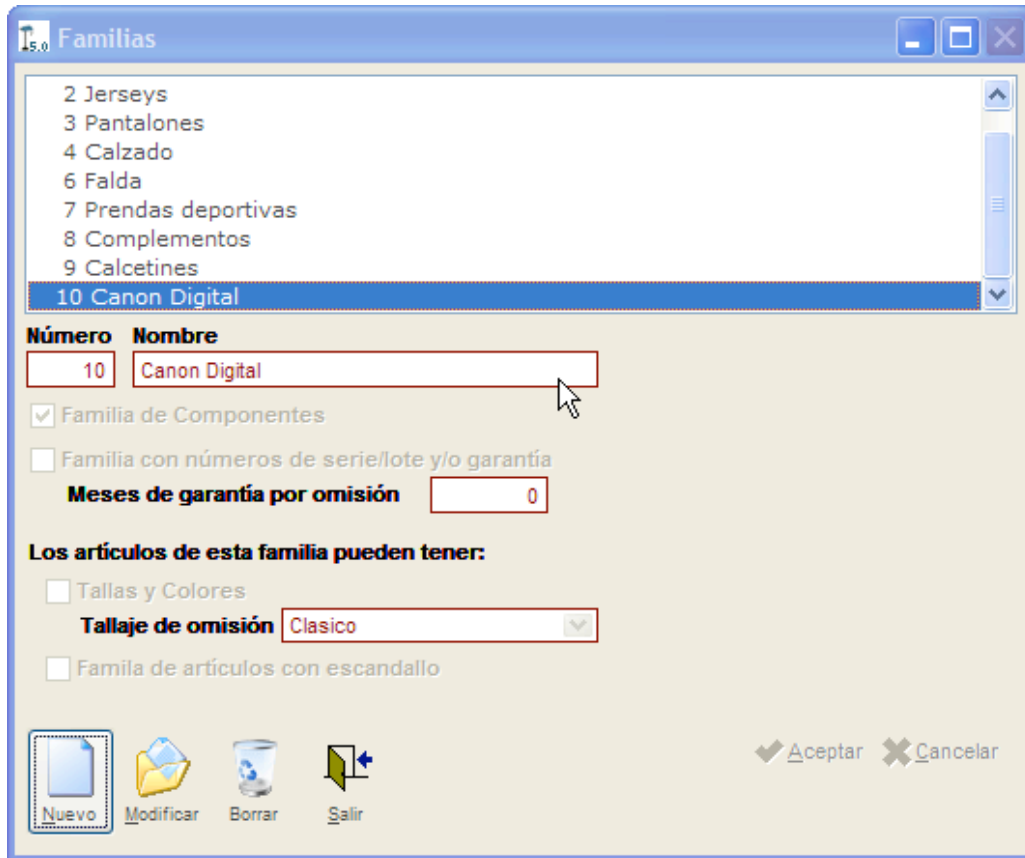 5.0 Familias
2 Jerseys
3 Pantalones
4 Calzado
6 Falda
7 Prendas deportivas
8 Complementos
9 Calcetines
10 Canon Digital
Número Nombre
10 Canon Digital
Familia de Componentes
Familia con números de serie/lote y/o garantía
Meses de garantía por omisión 0
Los artículos de esta familia pueden tener:
Tallas y Colores
Tallaje de omisión Clasico
Famila de artículos con escandallo
Aceptar Cancelar
Nuevo Modificar Borrar Salir